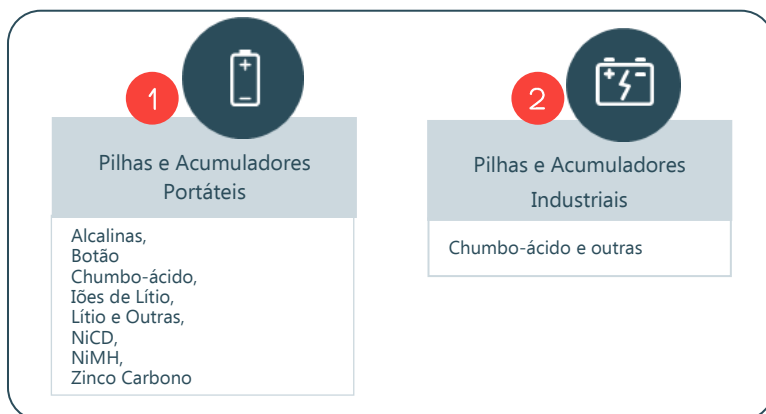 1
Pilhas e Acumuladores
Portáteis
Alcalinas,
Botão
Chumbo-ácido,
Iões de Lítio,
Lítio e Outras,
NiCD,
NiMH,
Zinco Carbono
2
Pilhas e Acumuladores
Industriais
Chumbo-ácido e outras